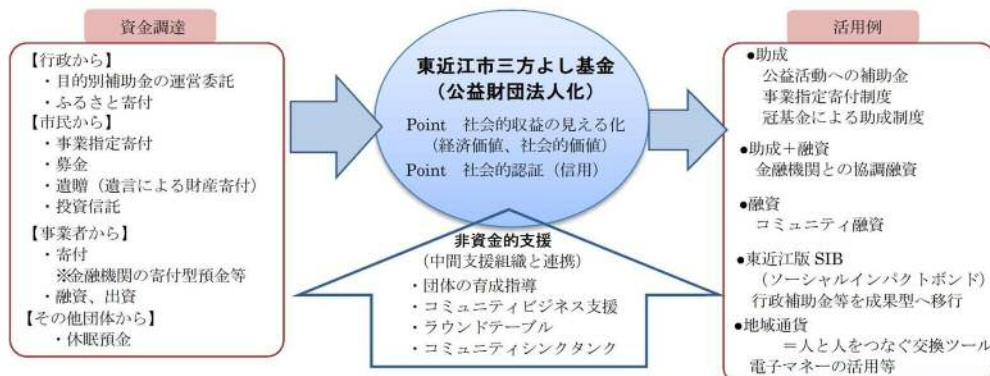 資金調達
【行政から】
・目的別補助金の運営委託
・ふるさと寄付
【市民から】
・事業指定寄付
・募金
・遺贈（遺言による財産寄付）
・投資信託
【事業者から】
・寄付
※金融機関の寄付型預金等
・融資、出資
【その他団体から】
・休眠預金
東近江市三方よし基金
（公益財団法人化）
Point 社会的収益の見える化
（経済価値、社会的価値）
Point 社会的認証（信用）
非資金的支援
（中間支援組織と連携）
・団体の育成指導
・コミュニティビジネス支援
・ラウンドテーブル
・コミュニティシンクタンク
活用例
●助成
公益活動への補助金
事業指定寄付制度
冠基金による助成制度
●助成＋融資
金融機関との協調融資
●融資
コミュニティ融資
●東近江版 SIB
（ソーシャルインパクトボンド）
行政補助金等を成果型へ移行
●地域通貨
＝人と人をつなぐ交換ツール
電子マネーの活用等